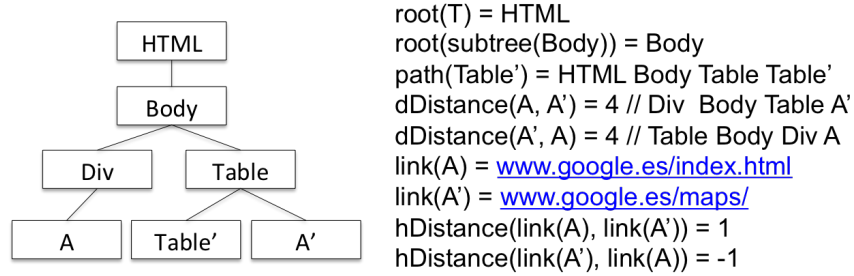 HTML
Body
Div Table
A Table’ A’
root(T) = HTML
root(subtree(Body)) = Body
path(Table’) = HTML Body Table Table’
dDistance(A, A’) = 4 // Div Body Table A’
dDistance(A’, A) = 4 // Table Body Div A
link(A) = www.google.es/index.html
link(A’) = www.google.es/maps/
hDistance(link(A), link(A’)) = 1
hDistance(link(A’), link(A)) = -1